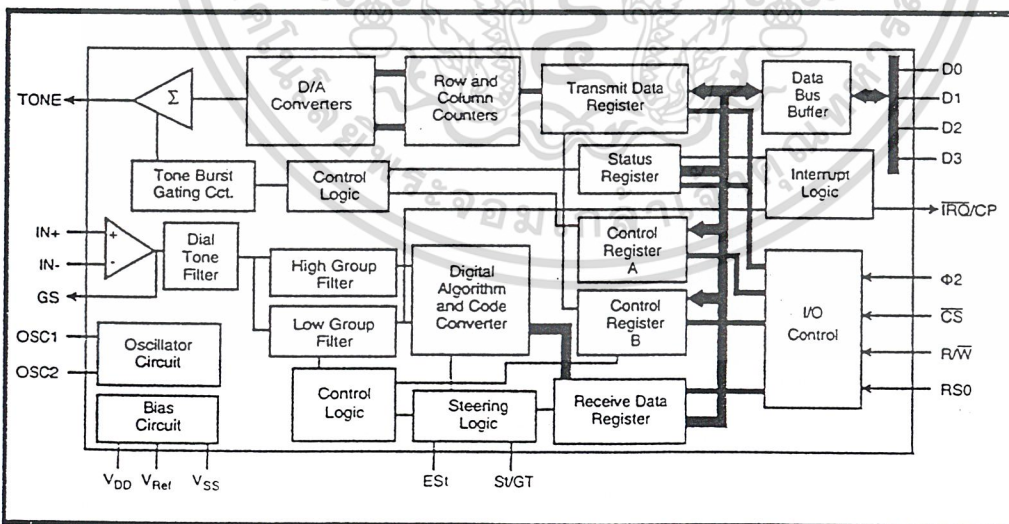 TONE
Σ
D/A
Converters
Row and
Column
Counters
Transmit Data
Register
Data
Bus
Buffer
D0
D1
D2
D3
Tone Burst
Gating Cct.
Control
Logic
Status
Register
Interrupt
Logic
IRQ/CP
IN+
IN-
GS
+
-
Dial
Tone
Filter
High Group
Filter
Low Group
Filter
Digital
Algorithm
and Code
Converter
Control
Register
A
Control
Register
B
I/O
Control
Φ2
CS
R/W
RS0
OSC1
OSC2
Oscillator
Circuit
Bias
Circuit
Control
Logic
Steering
Logic
Receive Data
Register
VDD VRef VSS
ESt
St/GT